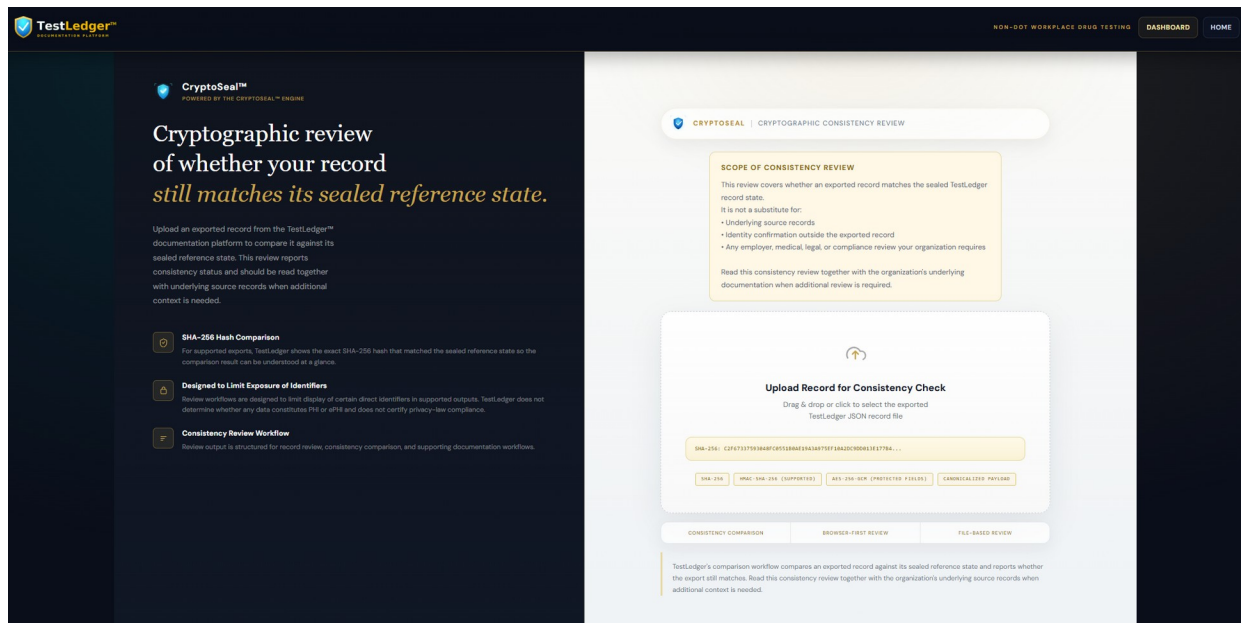 TestLedger™
DOCUMENTATION PLATFORM
NON-DOT WORKPLACE DRUG TESTING
DASHBOARD
HOME
CryptoSeal™
POWERED BY THE CRYPTOSEAL™ ENGINE
Cryptographic review
of whether your record
still matches its sealed reference state.
Upload an exported record from the TestLedger™
documentation platform to compare it against its
sealed reference state. This review reports
consistency status and should be read together
with underlying source records when additional
context is needed.
SHA-256 Hash Comparison
For supported exports, TestLedger shows the exact SHA-256 hash that matched the sealed reference state so the
comparison result can be understood at a glance.
Designed to Limit Exposure of Identifiers
Review workflows are designed to limit display of certain direct identifiers in supported outputs. TestLedger does not
determine whether any data constitutes PHI or ePHI and does not certify privacy-law compliance.
Consistency Review Workflow
Review output is structured for record review, consistency comparison, and supporting documentation workflows.
CRYPTOSEAL | CRYPTOGRAPHIC CONSISTENCY REVIEW
SCOPE OF CONSISTENCY REVIEW
This review covers whether an exported record matches the sealed TestLedger
record state.
It is not a substitute for:
• Underlying source records
• Identity confirmation outside the exported record
• Any employer, medical, legal, or compliance review your organization requires
Read this consistency review together with the organization's underlying
documentation when additional review is required.
Upload Record for Consistency Check
Drag & drop or click to select the exported
TestLedger JSON record file
SHA-256:
SHA-256
HMAC-SHA-256 (SUPPORTED)
AES-256-GCM (PROTECTED FIELDS)
CANONICALIZED PAYLOAD
CONSISTENCY COMPARISON
BROWSER-FIRST REVIEW
FILE-BASED REVIEW
TestLedger's comparison workflow compares an exported record against its sealed reference state and reports whether
the export still matches. Read this consistency review together with the organization's underlying source records when
additional context is needed.